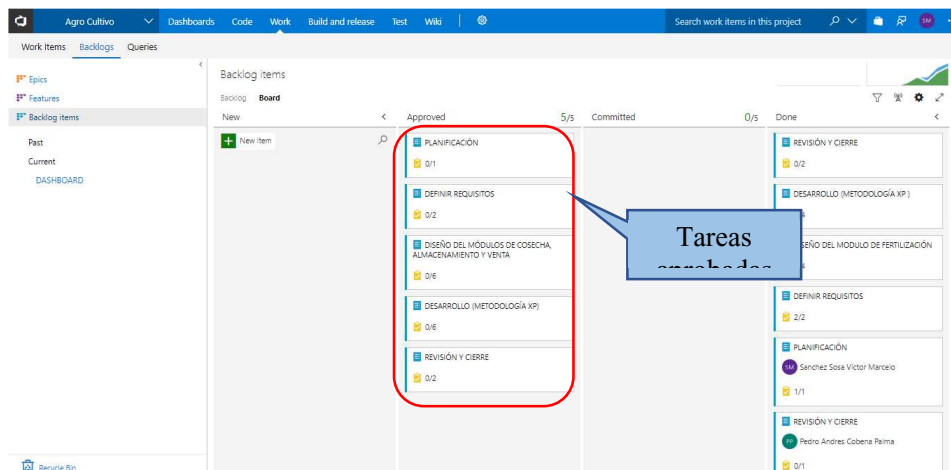 Agro Cultivo
Dashboards Code Work Build and release Test Wiki
Search work items in this project
SM
Work Items Backlogs Queries
Epics
Features
Backlog items
Past
Current
DASHBOARD
Recycle Bin
Backlog items
Backlog Board
New
New item
Approved 5/5
PLANIFICACIÓN
0/1
DEFINIR REQUISITOS
0/2
DISEÑO DEL MÓDULOS DE COSECHA,
ALMACENAMIENTO Y VENTA
0/6
DESARROLLO (METODOLOGÍA XP)
0/6
REVISIÓN Y CIERRE
0/2
Committed 0/5
Tareas
Done
REVISIÓN Y CIERRE
0/2
DESARROLLO (METODOLOGÍA XP )
DEL MODULO DE FERTILIZACIÓN
DEFINIR REQUISITOS
2/2
PLANIFICACIÓN
SM Sanchez Sosa Victor Marcelo
1/1
REVISIÓN Y CIERRE
PP Pedro Andres Cobena Palma
0/1